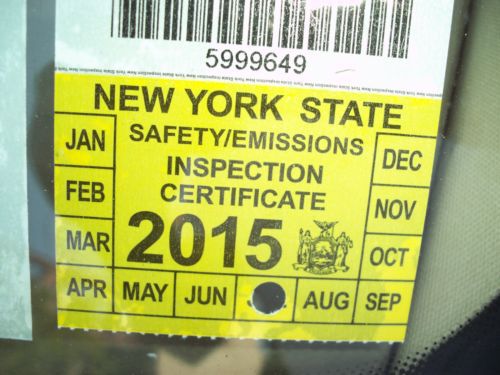 5999649
NEW YORK STATE
SAFETY/EMISSIONS
INSPECTION
CERTIFICATE
2015
JAN
FEB
MAR
APR
MAY
JUN
AUG
SEP
OCT
NOV
DEC